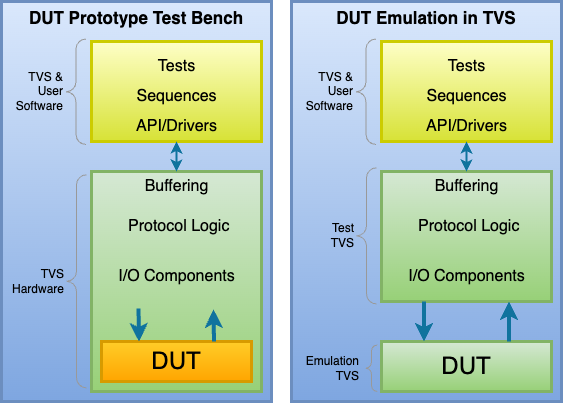 DUT Prototype Test Bench
TVS &
User
Software
Tests
Sequences
API/Drivers
TVS
Hardware
Buffering
Protocol Logic
I/O Components
DUT
DUT Emulation in TVS
TVS &
User
Software
Tests
Sequences
API/Drivers
Test
TVS
Buffering
Protocol Logic
I/O Components
Emulation
TVS
DUT